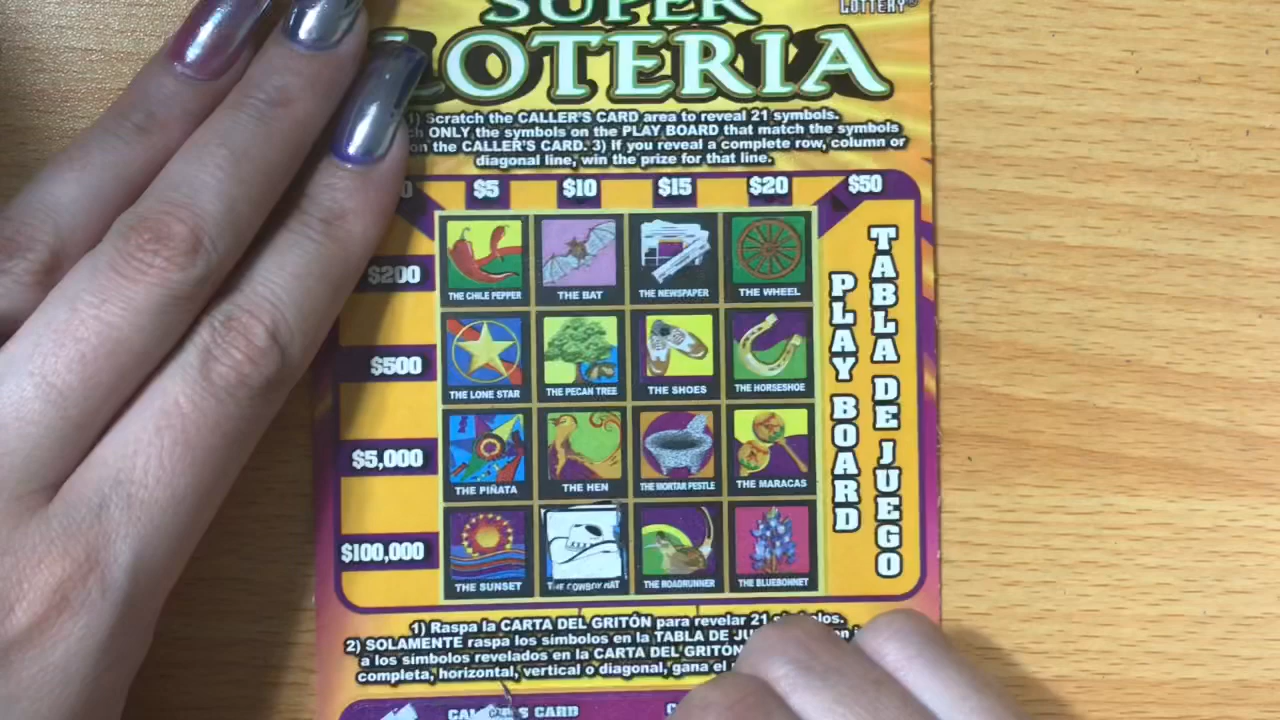 SUPER
LOTTERY®
LOTERIA
1) Scratch the CALLER'S CARD area to reveal 21 symbols.
ONLY the symbols on the PLAY BOARD that match the symbols
on the CALLER'S CARD. 3) If you reveal a complete row, column or
diagonal line, win the prize for that line.
$5 $10 $15 $20 $50
$200
THE CHILE PEPPER THE BAT THE NEWSPAPER THE WHEEL
$500
THE LONE STAR THE PECAN TREE THE SHOES THE HORSESHOE
$5,000
THE PIÑATA THE HEN THE MORTAR PESTLE THE MARACAS
$100,000
THE SUNSET THE COWBOY HAT THE ROADRUNNER THE BLUEBONNET
PLAY BOARD
TABLA DE JUEGO
1) Raspa la CARTA DEL GRITÓN para revelar 21 símbolos.
2) SOLAMENTE raspa los símbolos en la TABLA DE
a los símbolos revelados en la CARTA DEL GRITÓN
completa, horizontal, vertical o diagonal, gana el
CALLER'S CARD